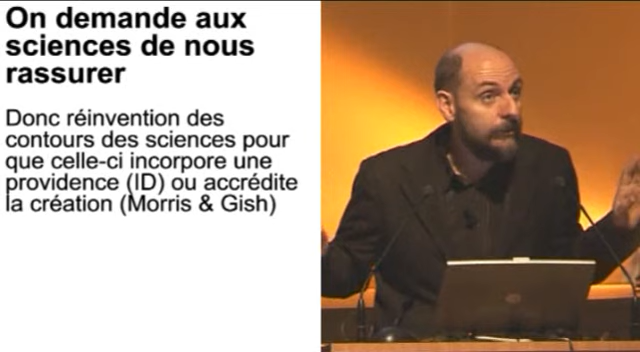 On demande aux
sciences de nous
rassurer
Donc réinvention des
contours des sciences pour
que celle-ci incorpore une
providence (ID) ou accrédite
la création (Morris & Gish)